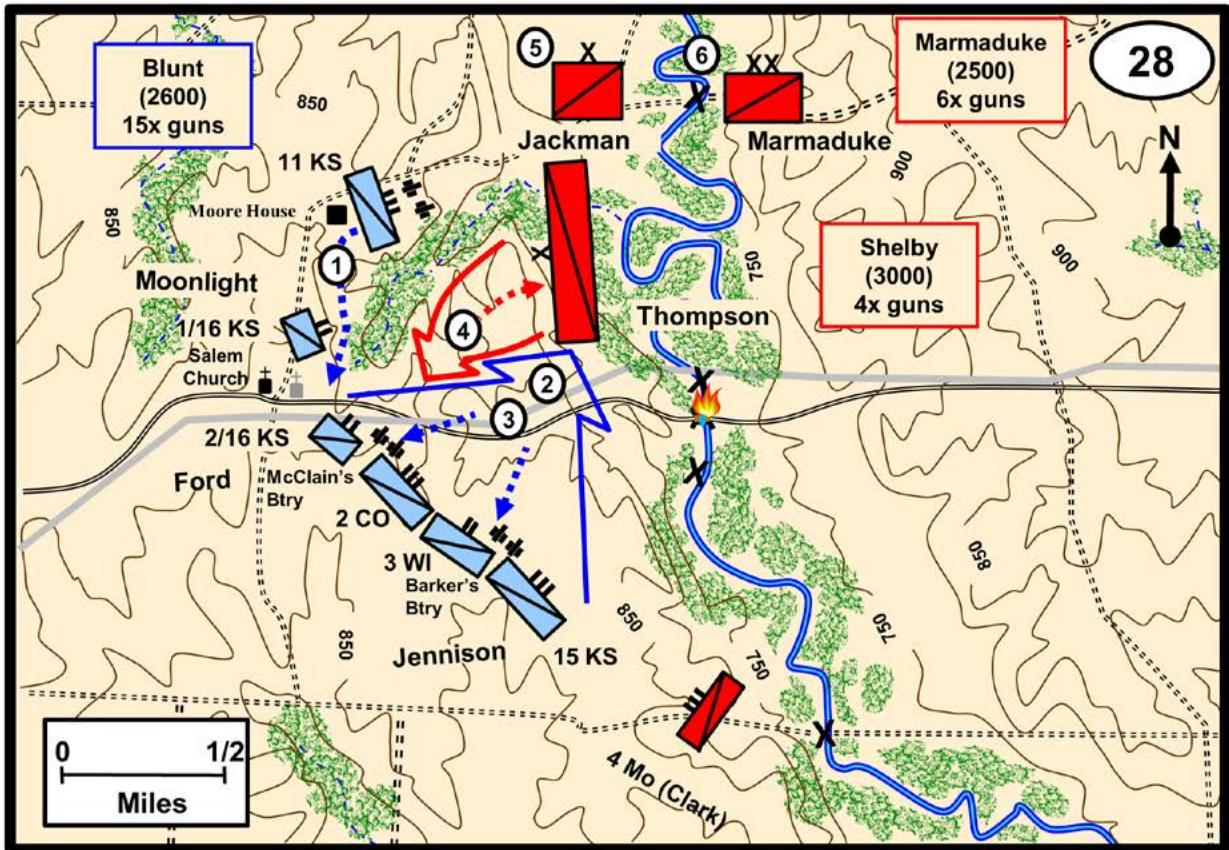 Blunt
(2600)
15x guns
5
X
6
XX
Marmaduke
(2500)
6x guns
28
850
Jackman
Marmaduke
N
11 KS
Moore House
900
850
1
X
X
Shelby
(3000)
4x guns
750
900
Moonlight
4
Thompson
1/16 KS
Salem
Church
2
X
3
2/16 KS
McClain's
Btry
Ford
X
2 CO
3 WI
Barker's
Btry
850
850
850
750
Jennison
15 KS
750
X
4 Mo (Clark)
0 1/2
Miles